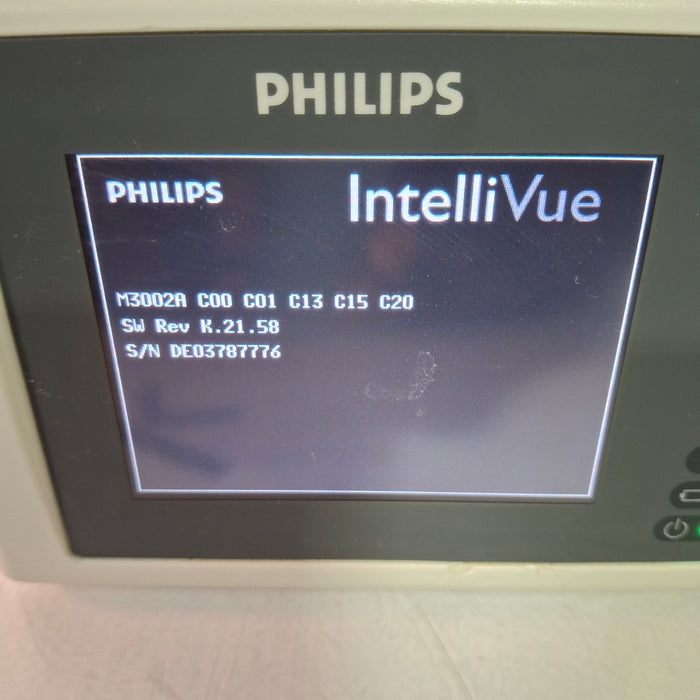 PHILIPS
PHILIPS IntelliVue
M3002A C00 C01 C13 C15 C20
SW Rev K.21.58
S/N DE03787776